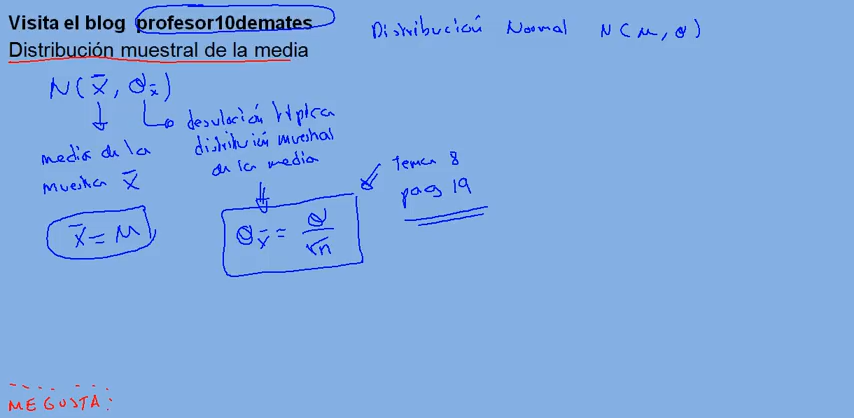 Visita el blog profesor10demates
Distribución Normal N(μ, σ)
Distribución muestral de la media
N(x̄, σx̄)
desviación típica
distribución muestral
de la media
media de la
muestra x̄
x̄ = μ
σx̄ = σ/√n
tema 8
pag 19
ME GUSTA: